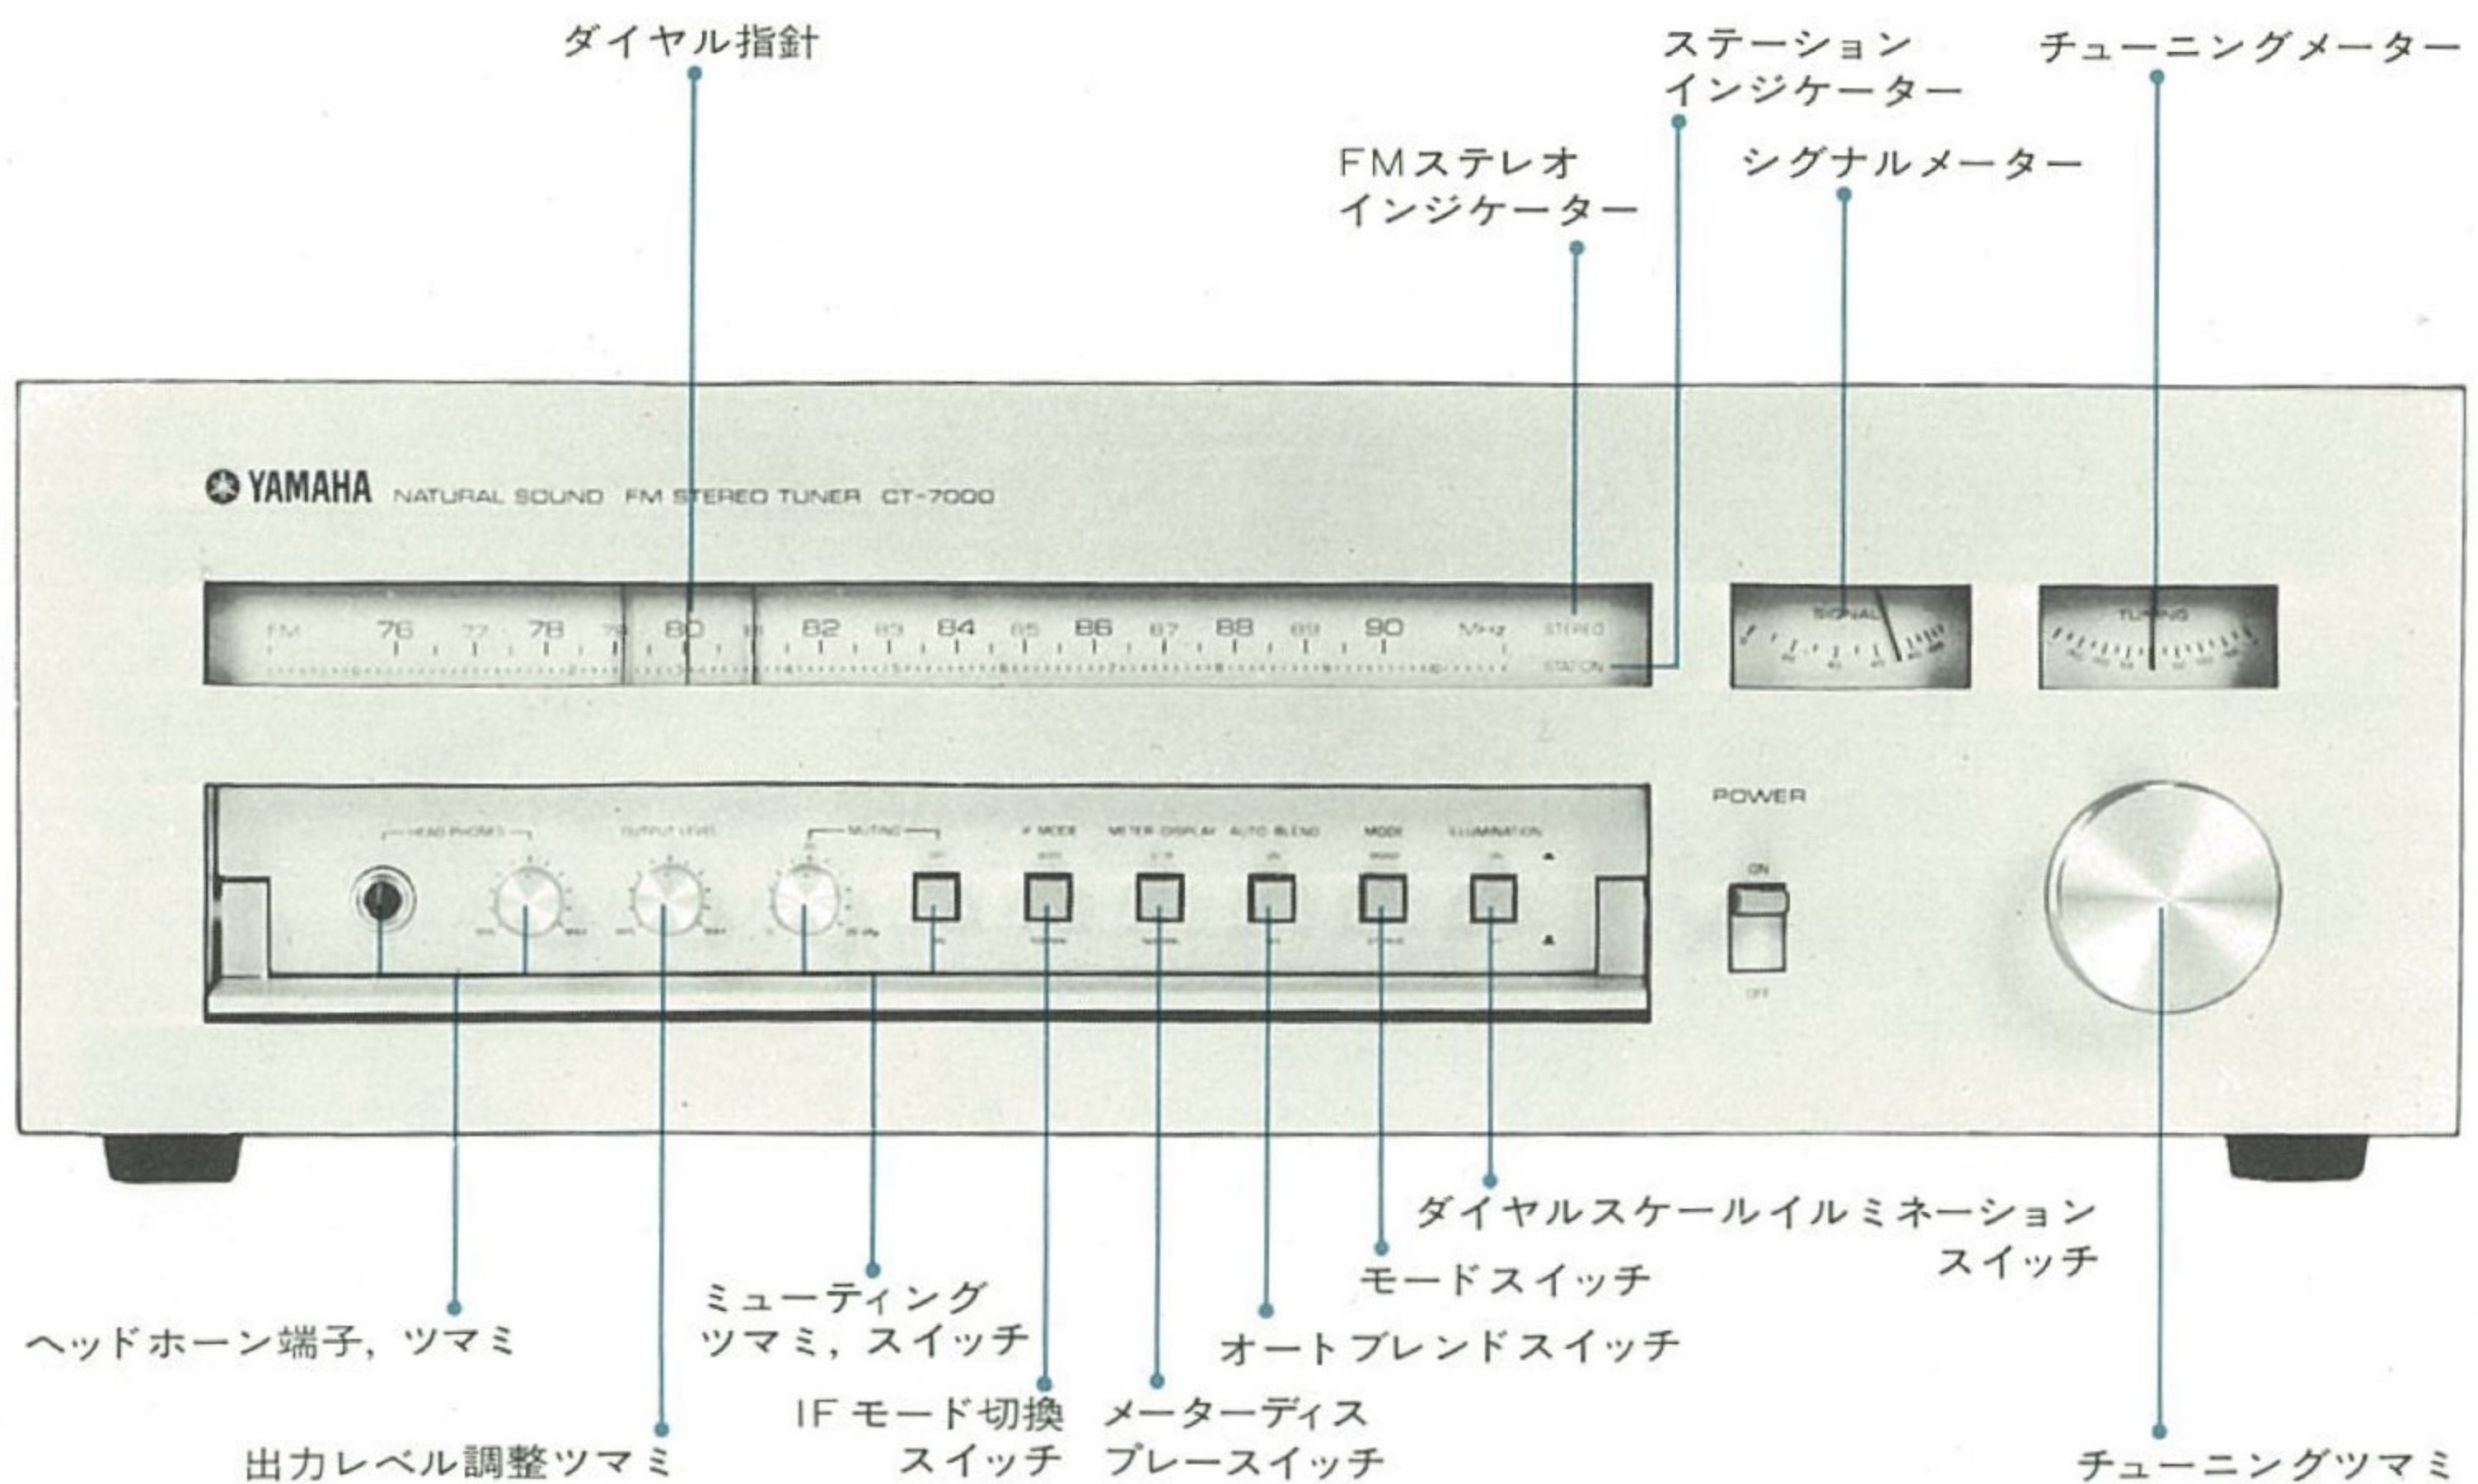 ダイヤル指針
ステーション
インジケーター
チューニングメーター
FMステレオ
インジケーター
シグナルメーター
YAMAHA NATURAL SOUND FM STEREO TUNER CT-7000
FM 76 77 78 79 80 81 82 83 84 85 86 87 88 89 90 MHz STEREO
STATION
SIGNAL
TUNING
POWER
ON
OFF
HEAD PHONES OUTPUT LEVEL MUTING IF MODE METER-DISPLAY AUTO-BLEND MODE ILLUMINATION
ダイヤルスケールイルミネーション
スイッチ
モードスイッチ
オートブレンドスイッチ
ミューティング
ツマミ, スイッチ
ヘッドホーン端子, ツマミ
IFモード切換
スイッチ
メーターディス
プレースイッチ
出力レベル調整ツマミ
チューニングツマミ